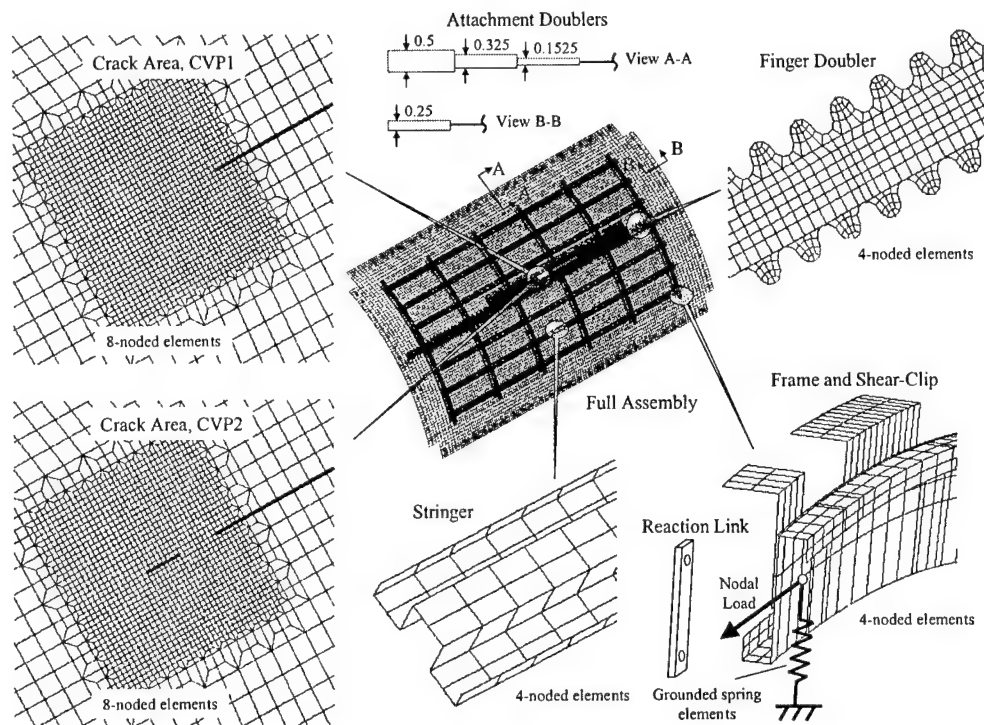 Attachment Doublers
0.5
0.325
0.1525
View A-A
0.25
View B-B
Crack Area, CVP1
8-noded elements
Finger Doubler
4-noded elements
A
B
Full Assembly
Crack Area, CVP2
8-noded elements
Stringer
4-noded elements
Frame and Shear-Clip
Reaction Link
Nodal
Load
4-noded elements
Grounded spring
elements